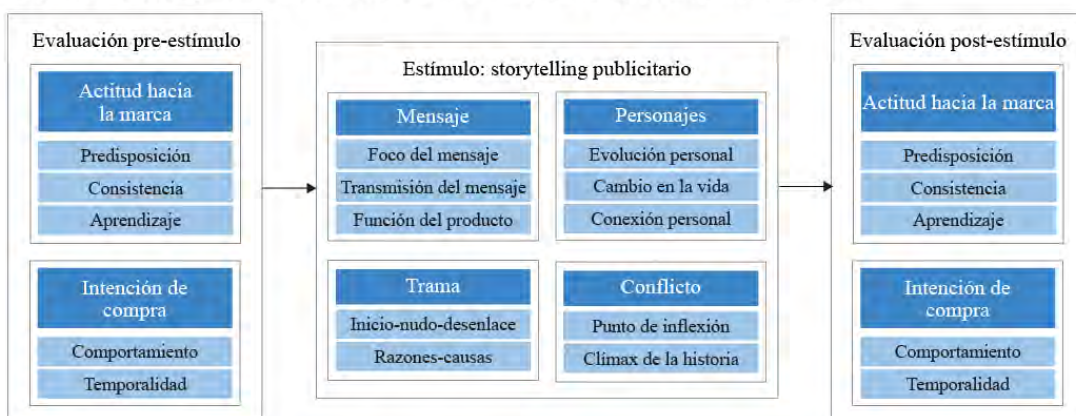 Evaluación pre-estímulo
Actitud hacia
la marca
Predisposición
Consistencia
Aprendizaje
Intención de
compra
Comportamiento
Temporalidad
Estímulo: storytelling publicitario
Mensaje
Foco del mensaje
Transmisión del mensaje
Función del producto
Personajes
Evolución personal
Cambio en la vida
Conexión personal
Trama
Inicio-nudo-desenlace
Razones-causas
Conflicto
Punto de inflexión
Clímax de la historia
Evaluación post-estímulo
Actitud hacia la marca
Predisposición
Consistencia
Aprendizaje
Intención de
compra
Comportamiento
Temporalidad